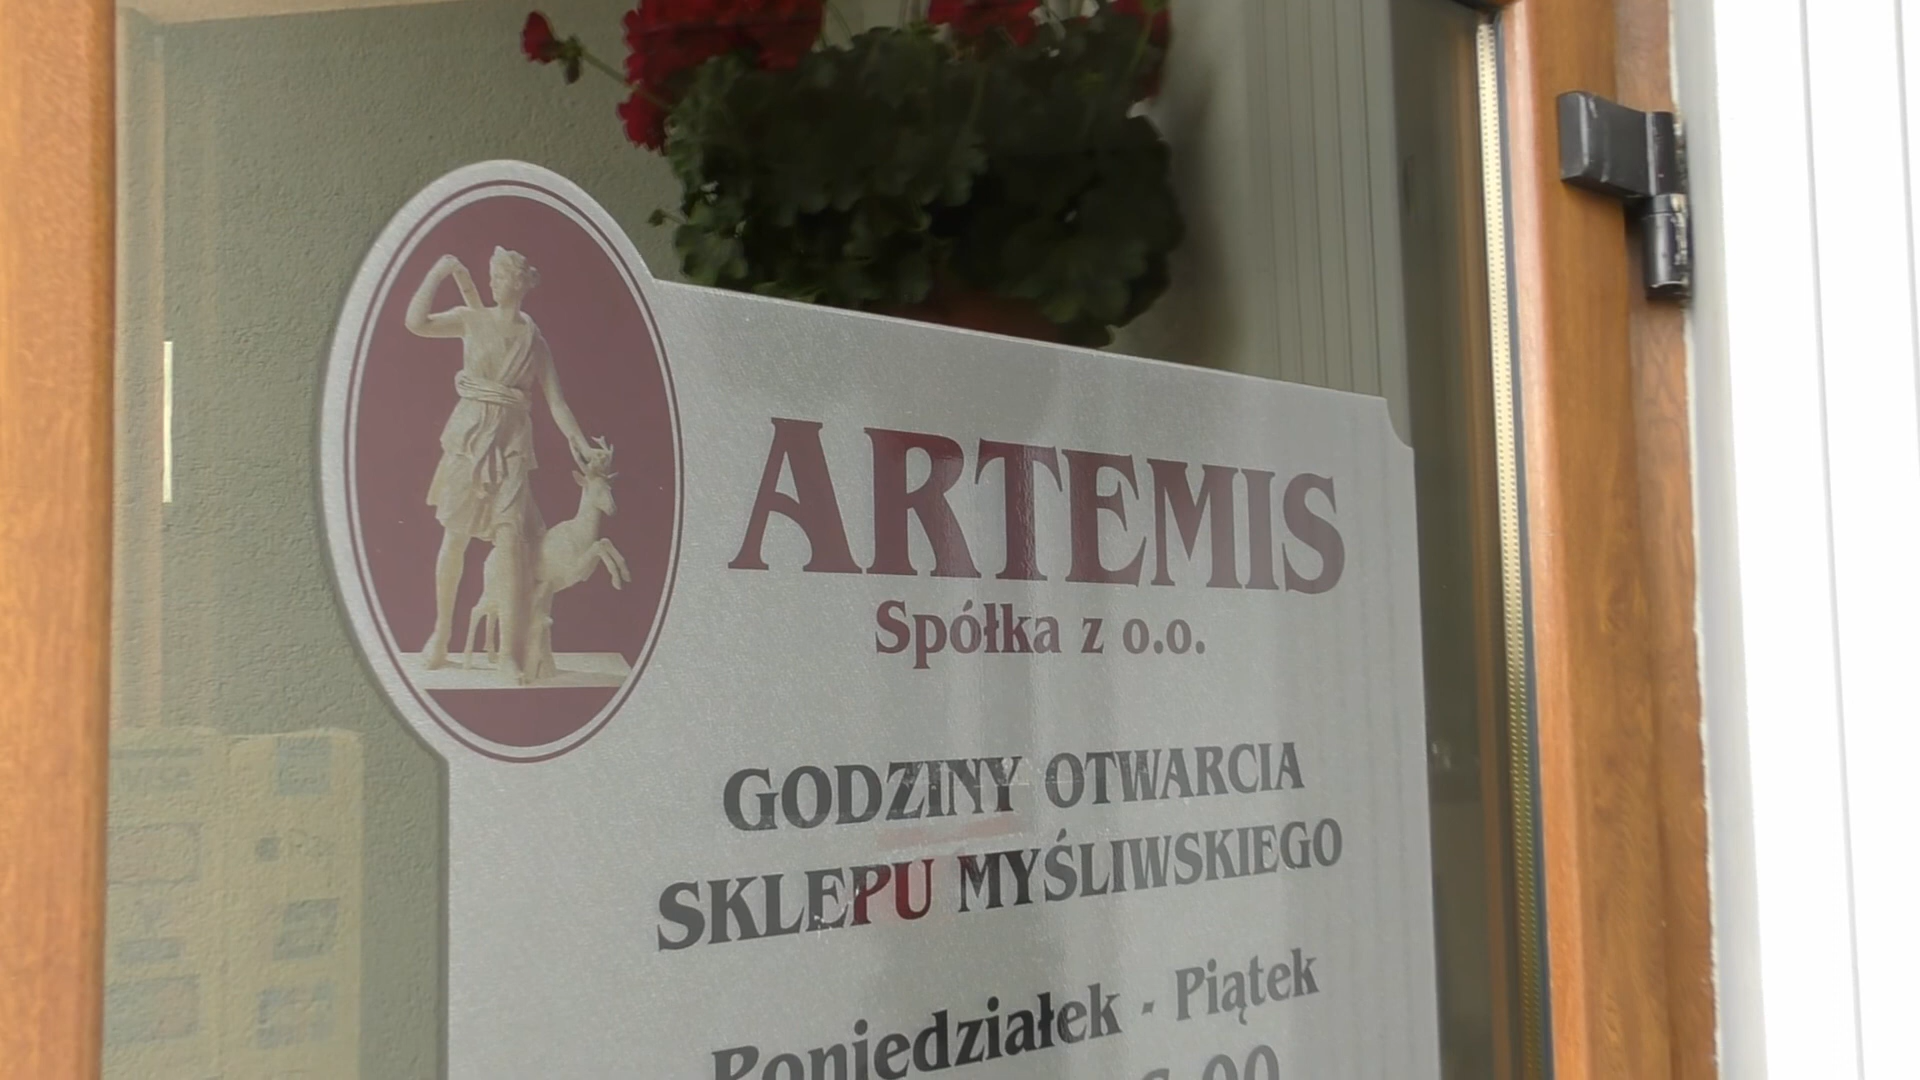 ARTEMIS
Spółka z o.o.
GODZINY OTWARCIA
SKLEPU MYŚLIWSKIEGO
Poniedziałek - Piątek